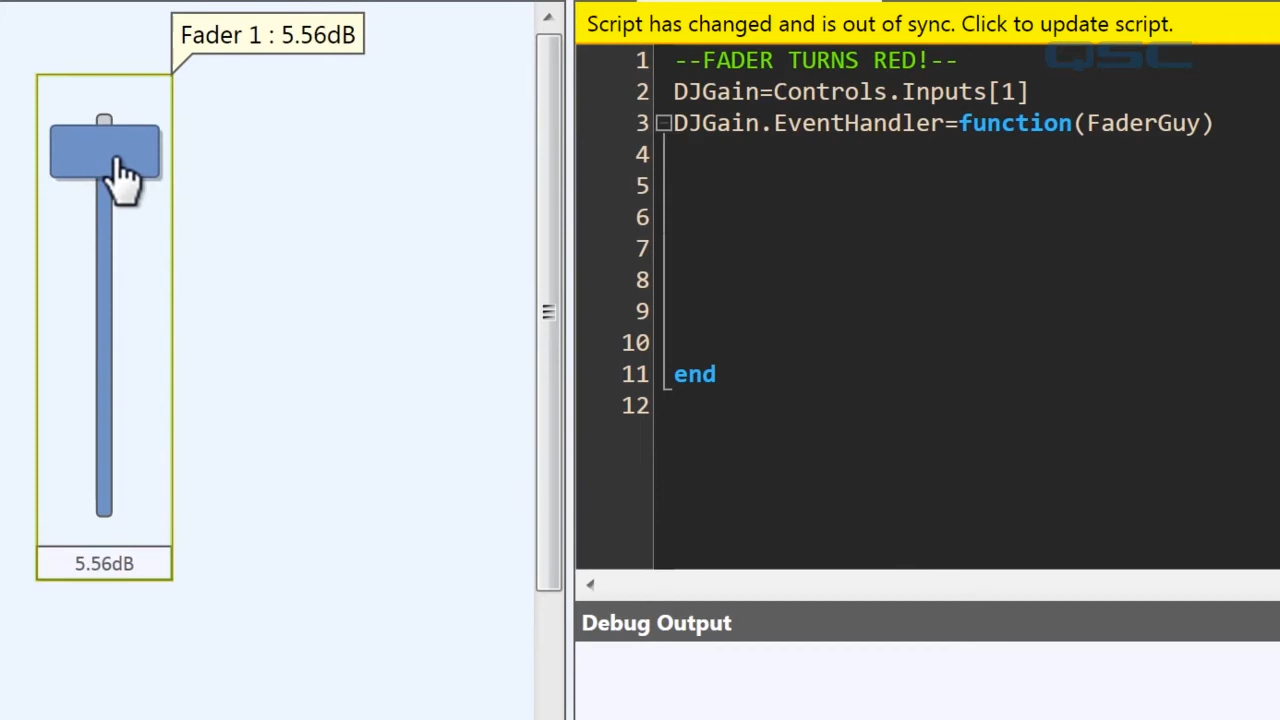 Fader 1 : 5.56dB
5.56dB
Script has changed and is out of sync. Click to update script.
QSC
1 --FADER TURNS RED!--
2 DJGain=Controls.Inputs[1]
3 DJGain.EventHandler=function(FaderGuy)
4
5
6
7
8
9
10
11 end
12
Debug Output